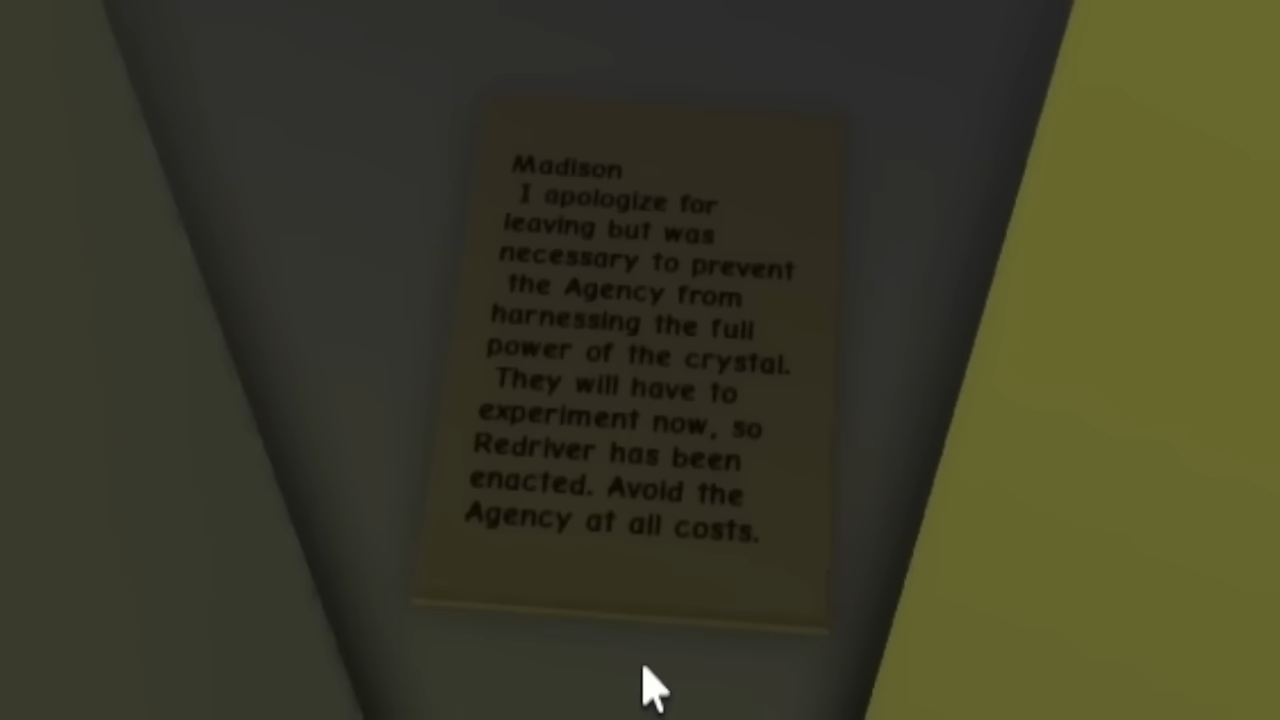 Madison
I apologize for
leaving but was
necessary to prevent
the Agency from
harnessing the full
power of the crystal.
They will have to
experiment now, so
Redriver has been
enacted. Avoid the
Agency at all costs.